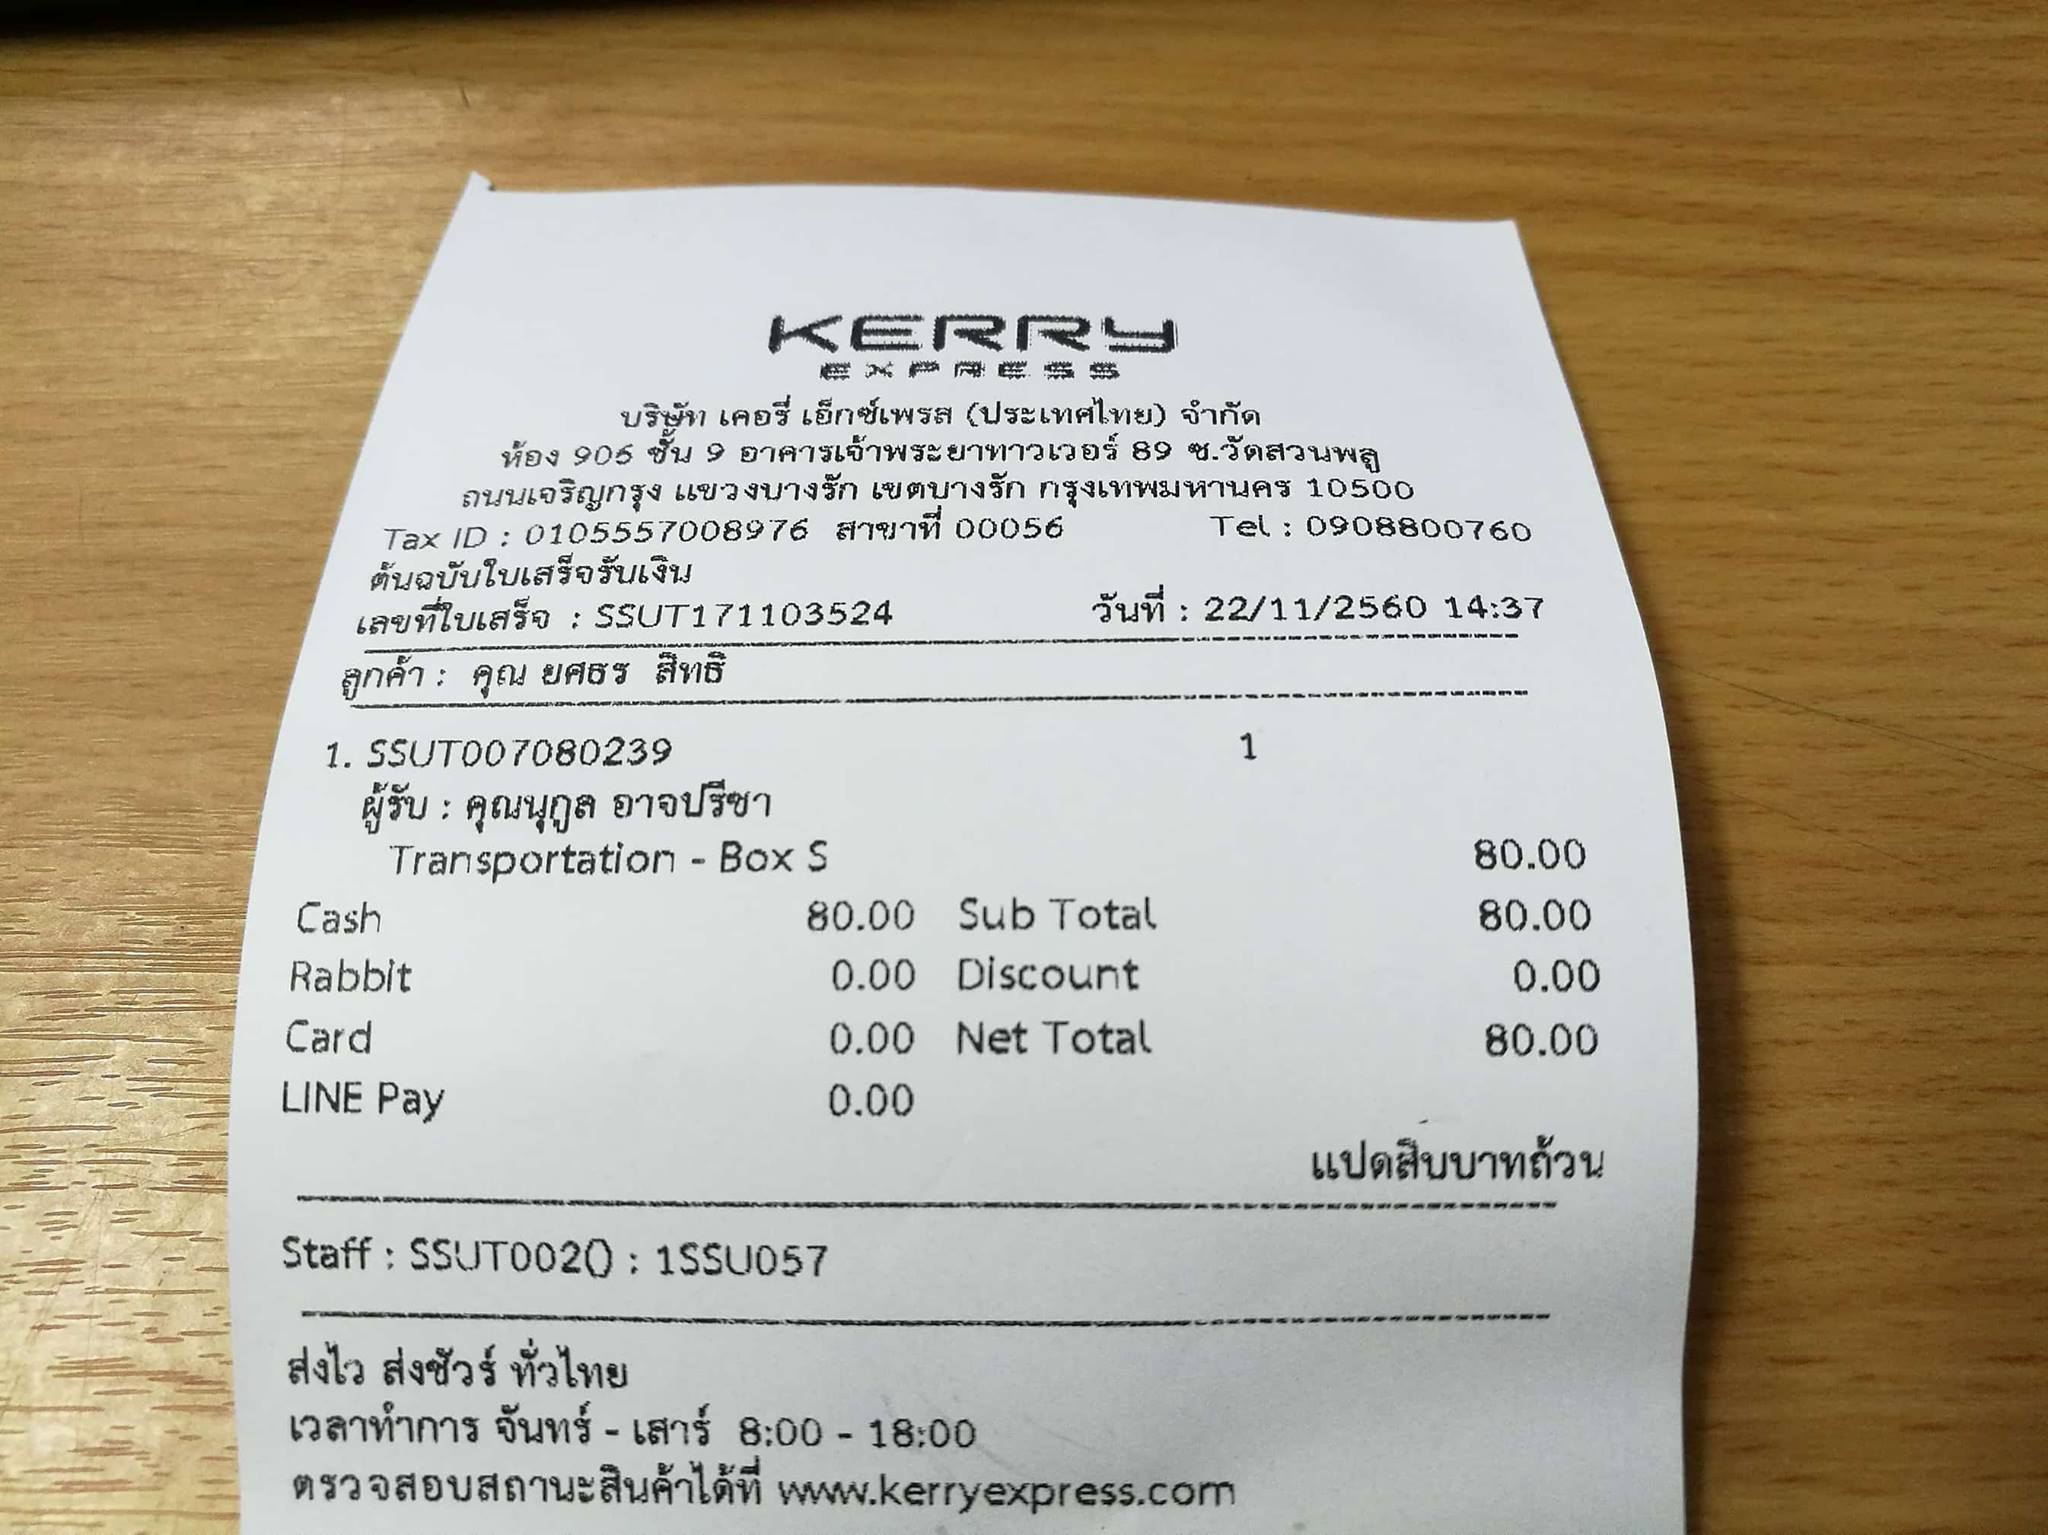 KERRY
EXPRESS
บริษัท เคอรี่ เอ็กซ์เพรส (ประเทศไทย) จำกัด
ห้อง 906 ชั้น 9 อาคารเจ้าพระยาทาวเวอร์ 89 ซ.วัดสวนพลู
ถนนเจริญกรุง แขวงบางรัก เขตบางรัก กรุงเทพมหานคร 10500
Tax ID : 0105557008976 สาขาที่ 00056 Tel : 0908800760
ต้นฉบับใบเสร็จรับเงิน
เลขที่ใบเสร็จ : SSUT171103524 วันที่ : 22/11/2560 14:37
ลูกค้า : คุณ ยศธร สิทธิ
1. SSUT007080239 1
ผู้รับ : คุณนุกูล อาจปรีชา
Transportation - Box S 80.00
Cash 80.00 Sub Total 80.00
Rabbit 0.00 Discount 0.00
Card 0.00 Net Total 80.00
LINE Pay 0.00
แปดสิบบาทถ้วน
Staff : SSUT002() : 1SSU057
ส่งไว ส่งชัวร์ ทั่วไทย
เวลาทำการ จันทร์ - เสาร์ 8:00 - 18:00
ตรวจสอบสถานะสินค้าได้ที่ www.kerryexpress.com